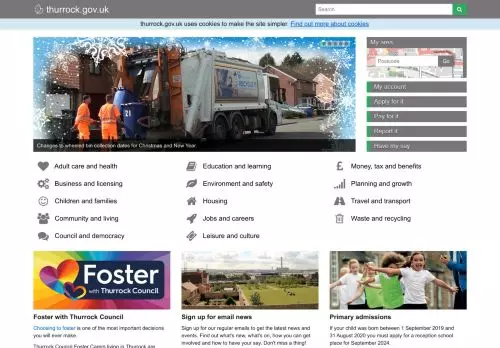 thurrock.gov.uk
Search
thurrock.gov.uk uses cookies to make the site simpler. Find out more about cookies
My area
Postcode
Go
My account
Apply for it
Pay for it
Report it
Have my say
Changes to wheeled bin collection dates for Christmas and New Year.
Adult care and health
Education and learning
Money, tax and benefits
Business and licensing
Environment and safety
Planning and growth
Children and families
Housing
Travel and transport
Community and living
Jobs and careers
Waste and recycling
Council and democracy
Leisure and culture
Foster
with Thurrock Council
Foster with Thurrock Council
Choosing to foster is one of the most important decisions
you will ever make.
Thurrock Council Foster Carers living in Thurrock are
Sign up for email news
Sign up for our regular emails to get the latest news and
events. Find out what's new, what's on, how you can get
involved and how to have your say. Don't miss a thing!
Primary admissions
If your child was born between 1 September 2019 and
31 August 2020 you must apply for a reception school
place for September 2024.